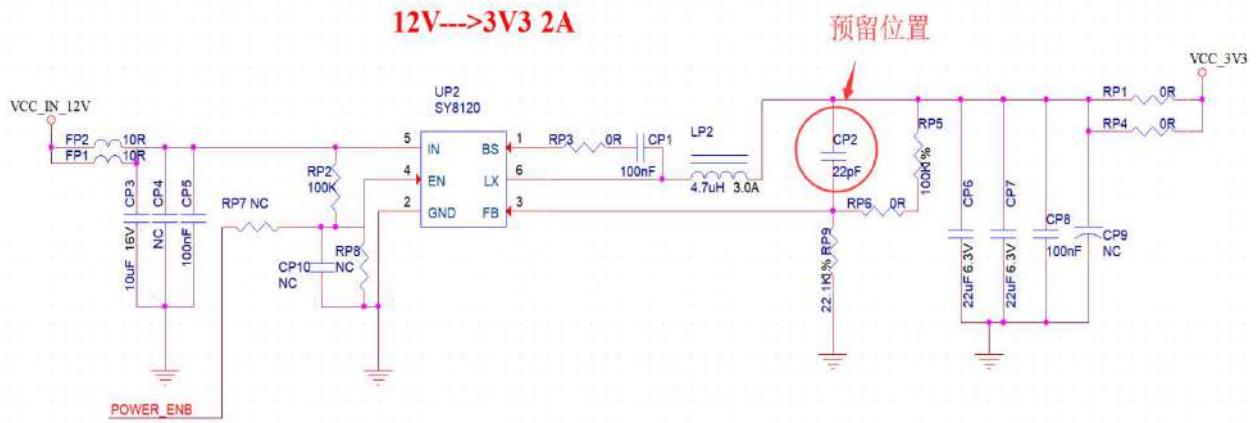 12V--->3V3 2A
预留位置
VCC_3V3
VCC_IN_12V
UP2
SY8120
RP1 0R
RP4 0R
FP2 10R
FP1 10R
5 IN BS 1
RP3 0R CP1
100nF
LP2
4.7uH 3.0A
4 EN LX 6
2 GND FB 3
RP2
100K
CP2
22pF
RP5
100K1%
RP6 0R
RP9
22.1K1%
CP3
10uF 16V
CP4
NC
CP5
100nF
RP7 NC
CP10
NC
RP8
NC
CP6
22uF 6.3V
CP7
22uF 6.3V
CP8
100nF
CP9
NC
POWER_ENB